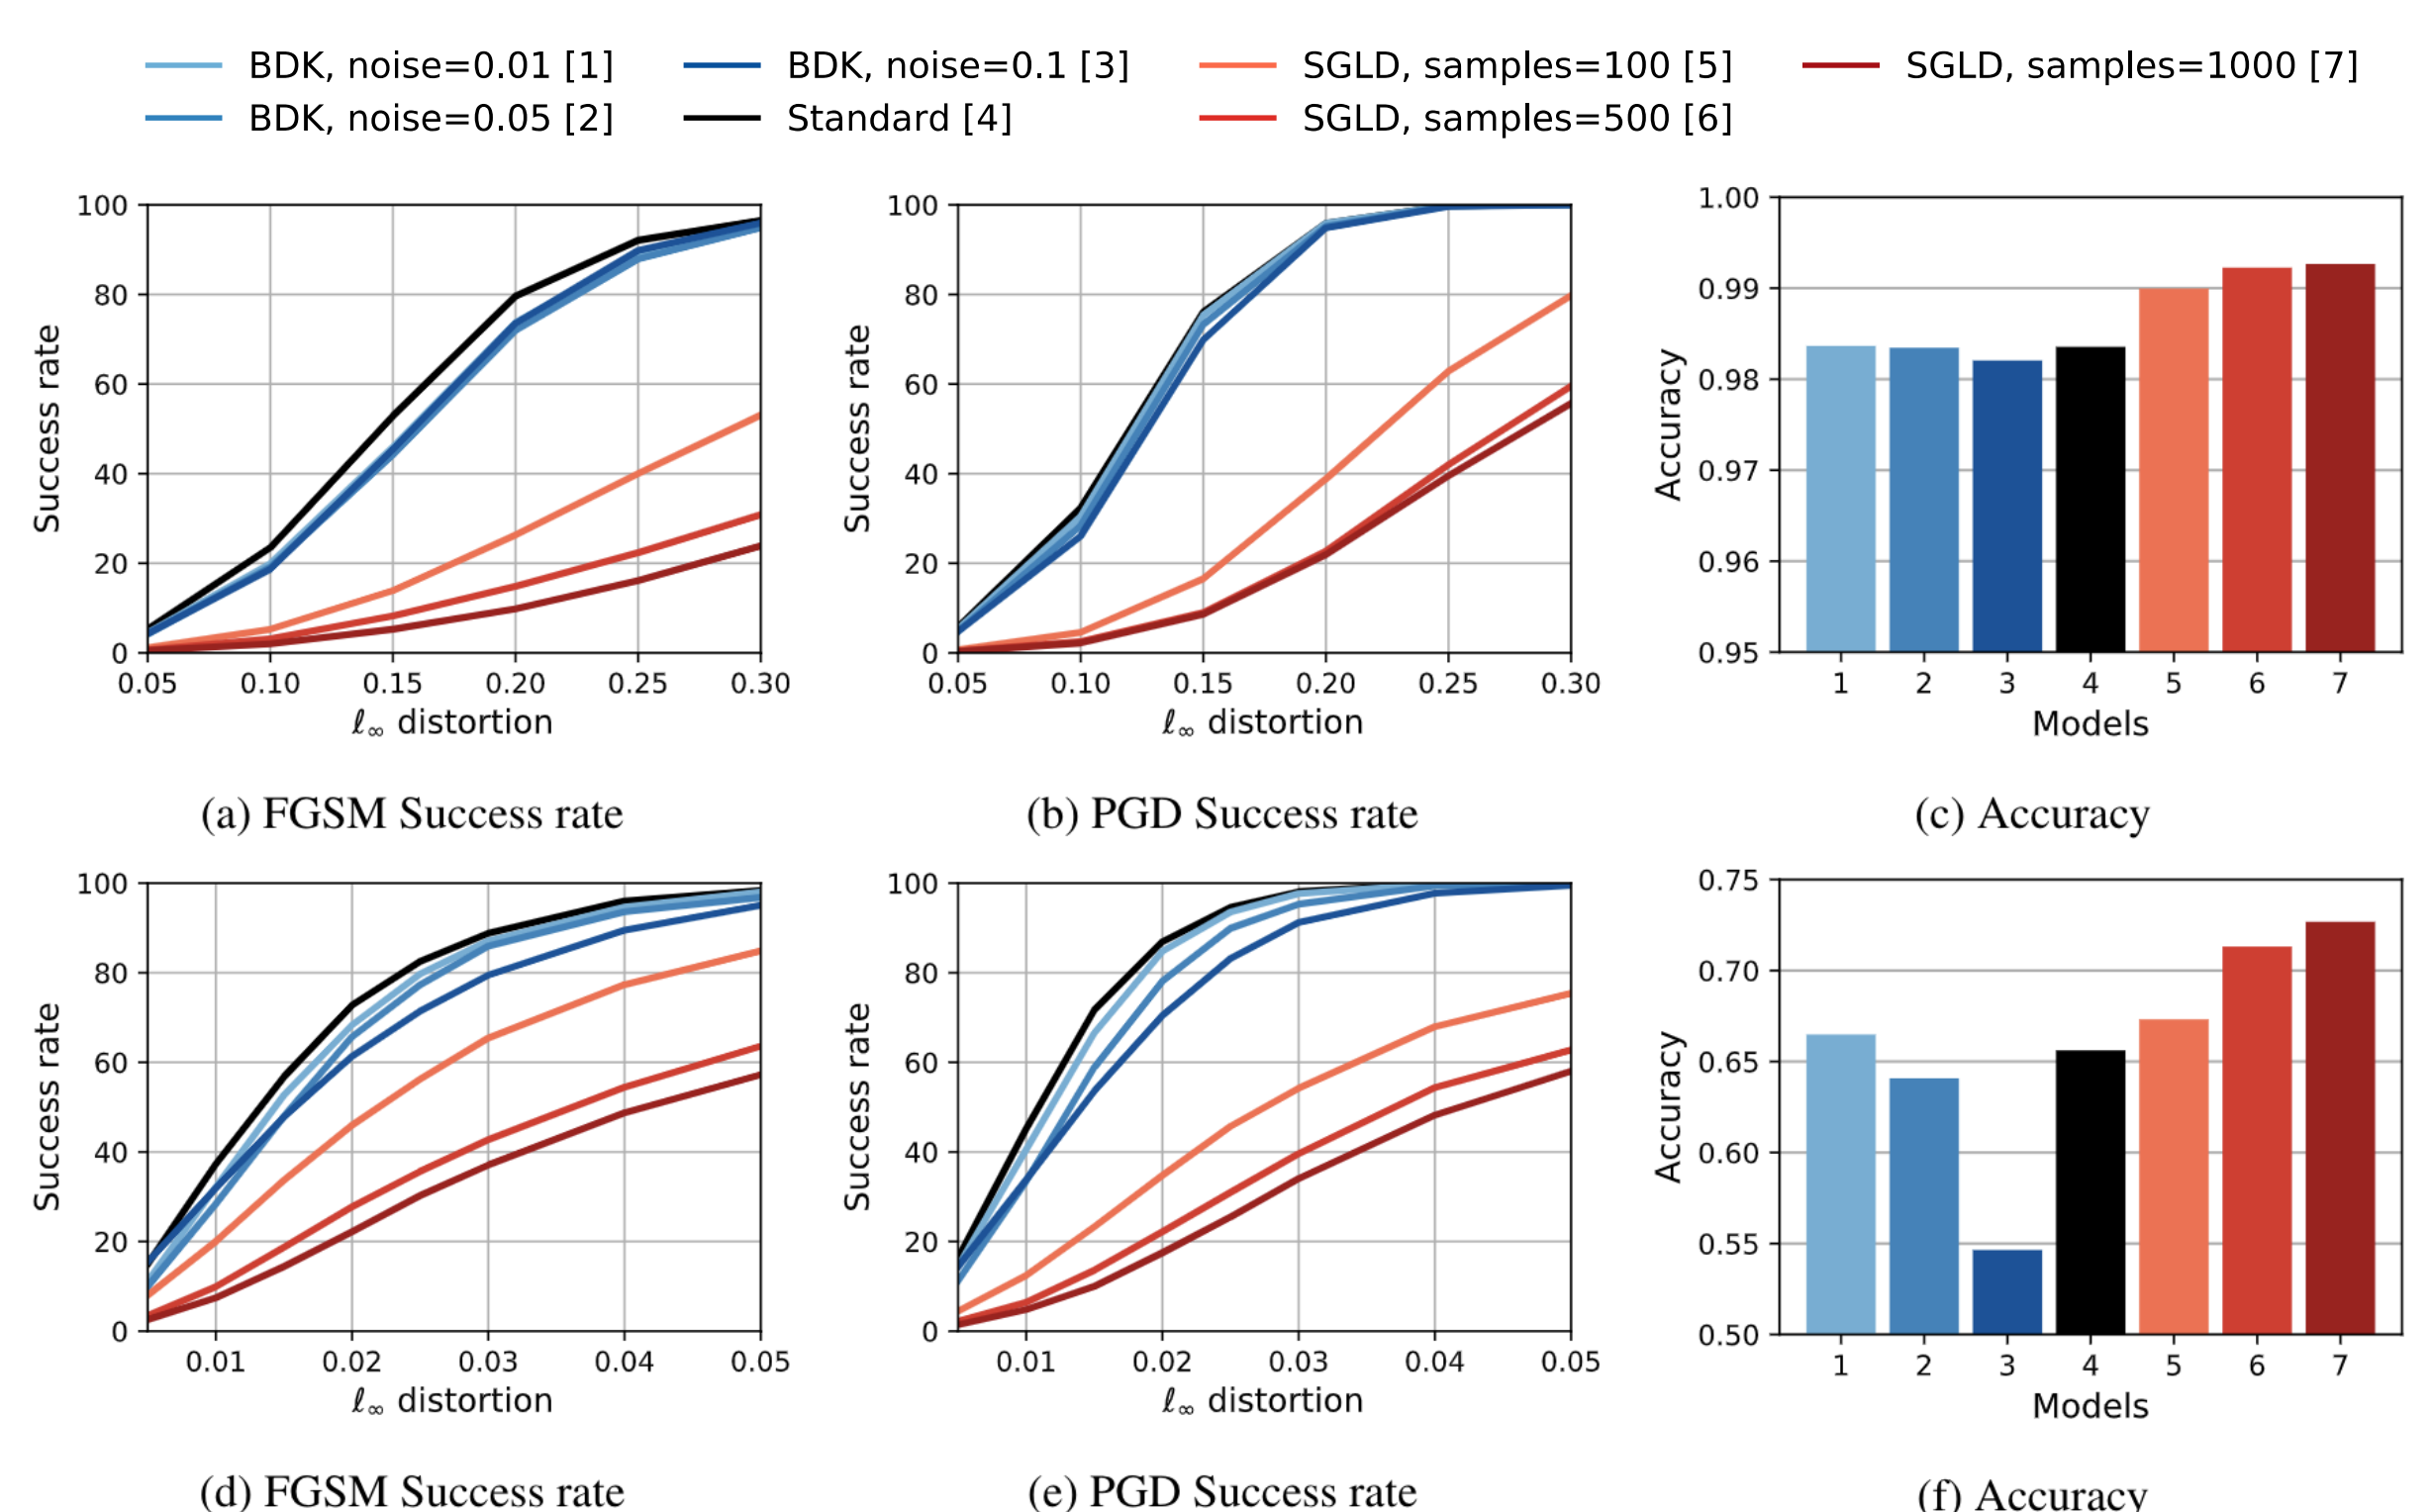 BDK, noise=0.01 [1] BDK, noise=0.1 [3] SGLD, samples=100 [5] SGLD, samples=1000 [7]
BDK, noise=0.05 [2] Standard [4] SGLD, samples=500 [6]
100
80
60
40
20
0
Success rate
0.05 0.10 0.15 0.20 0.25 0.30
ℓ∞ distortion
(a) FGSM Success rate
100
80
60
40
20
0
Success rate
0.05 0.10 0.15 0.20 0.25 0.30
ℓ∞ distortion
(b) PGD Success rate
1.00
0.99
0.98
0.97
0.96
0.95
Accuracy
1 2 3 4 5 6 7
Models
(c) Accuracy
100
80
60
40
20
0
Success rate
0.01 0.02 0.03 0.04 0.05
ℓ∞ distortion
(d) FGSM Success rate
100
80
60
40
20
0
Success rate
0.01 0.02 0.03 0.04 0.05
ℓ∞ distortion
(e) PGD Success rate
0.75
0.70
0.65
0.60
0.55
0.50
Accuracy
1 2 3 4 5 6 7
Models
(f) Accuracy